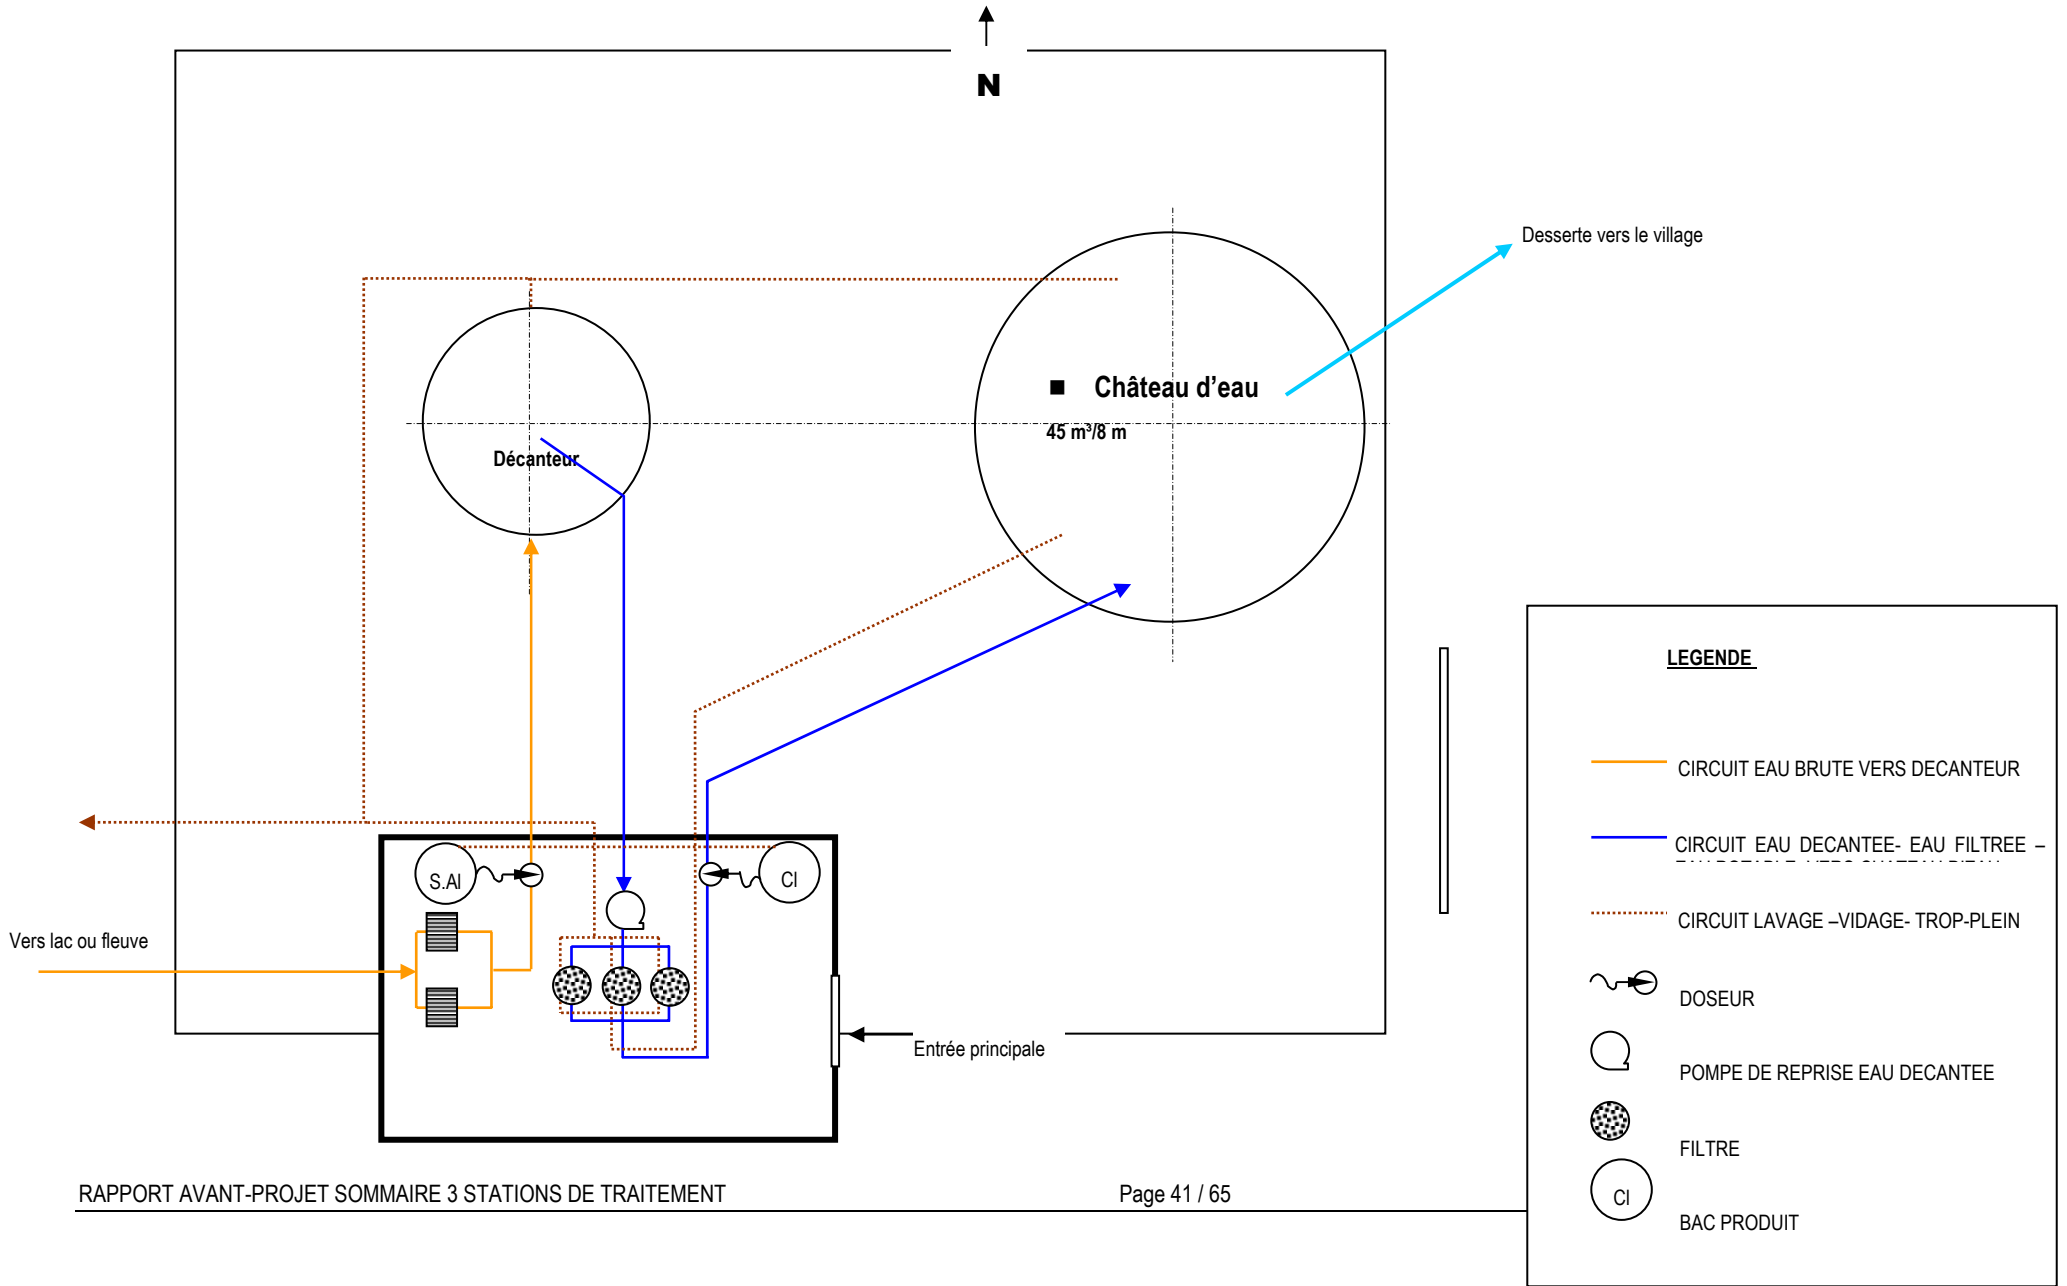 N
Desserte vers le village
■ Château d’eau
45 m³/8 m
Décanteur
S.Al
Cl
Vers lac ou fleuve
Entrée principale
LEGENDE
CIRCUIT EAU BRUTE VERS DECANTEUR
CIRCUIT EAU DECANTEE- EAU FILTREE –
CIRCUIT LAVAGE –VIDAGE- TROP-PLEIN
DOSEUR
POMPE DE REPRISE EAU DECANTEE
FILTRE
Cl
BAC PRODUIT
RAPPORT AVANT-PROJET SOMMAIRE 3 STATIONS DE TRAITEMENT
Page 41 / 65